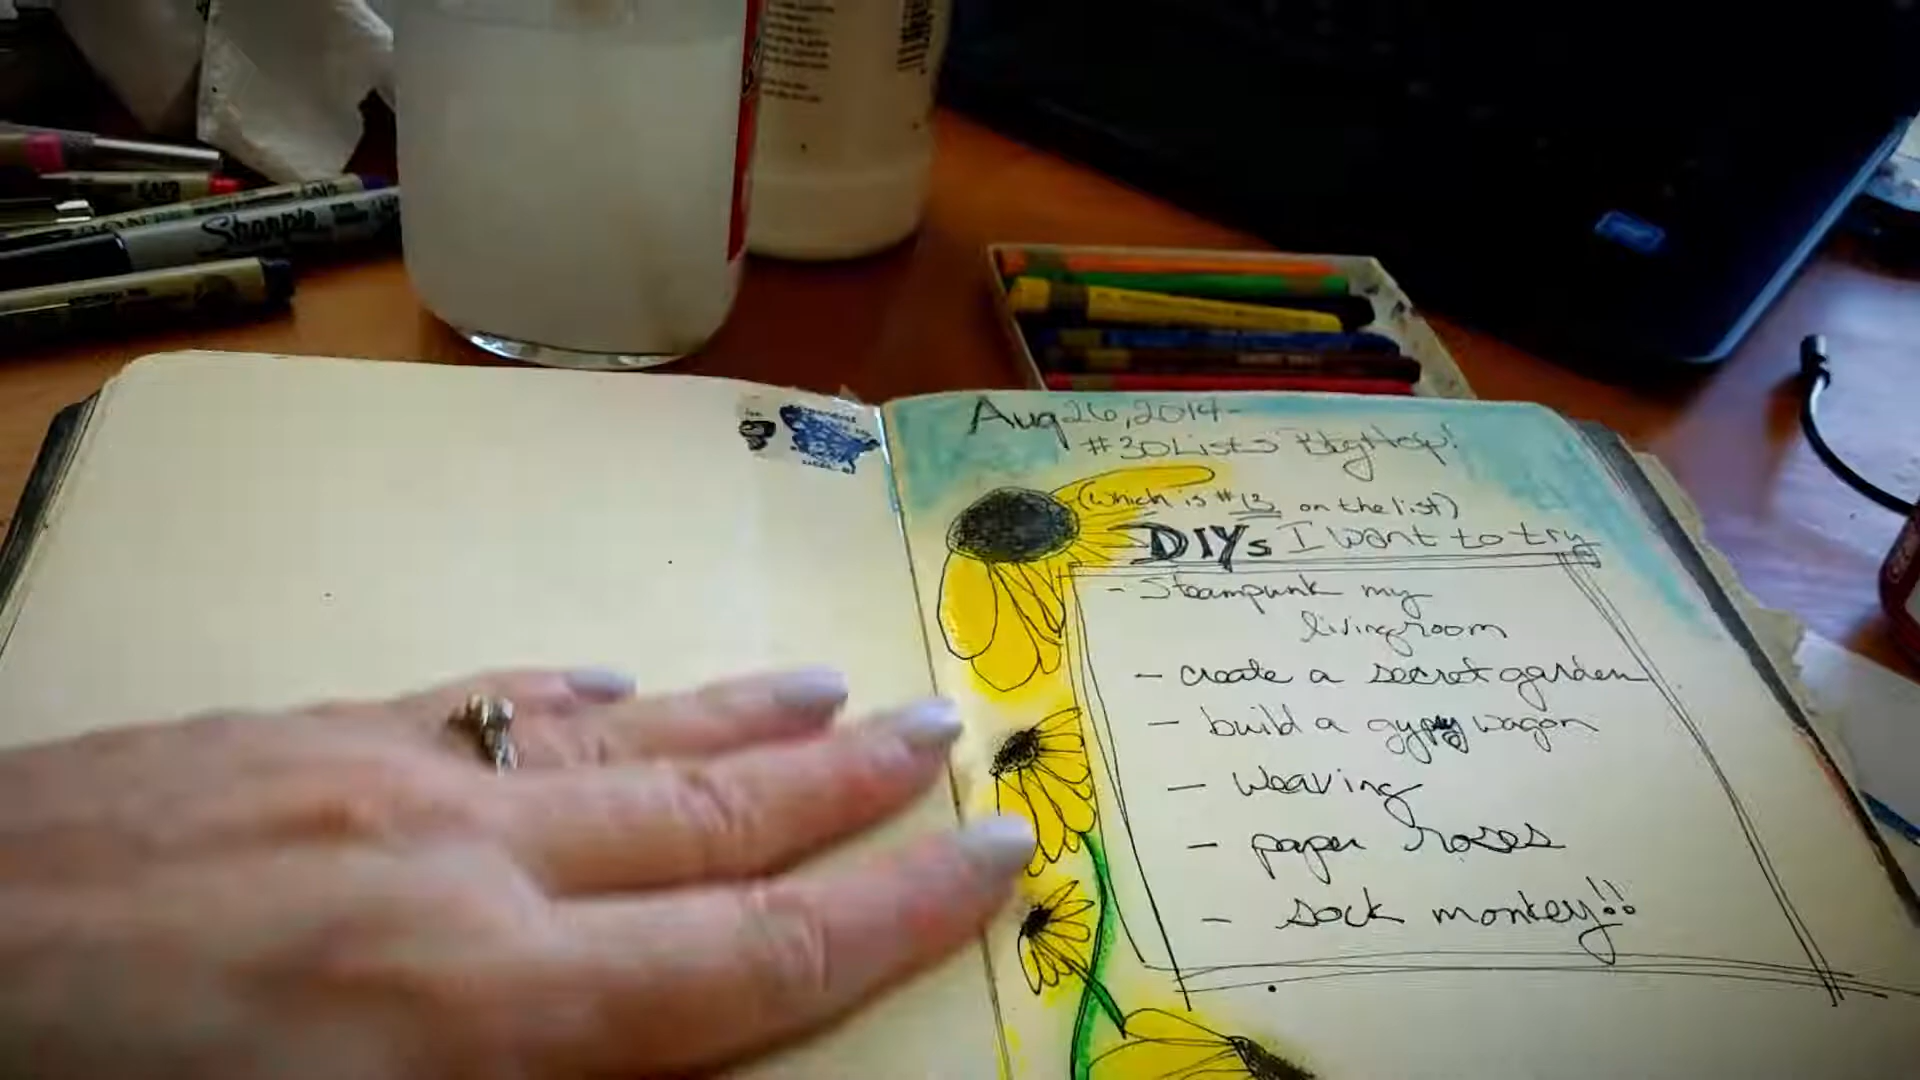 Sharpie
Aug 26, 2014-
#30Lists BlogHop!
(which is #13 on the list)
DIYs I want to try
- Steampunk my
livingroom
- create a secret garden
- build a gypsy wagon
- weaving
- paper roses
- sock monkey!!